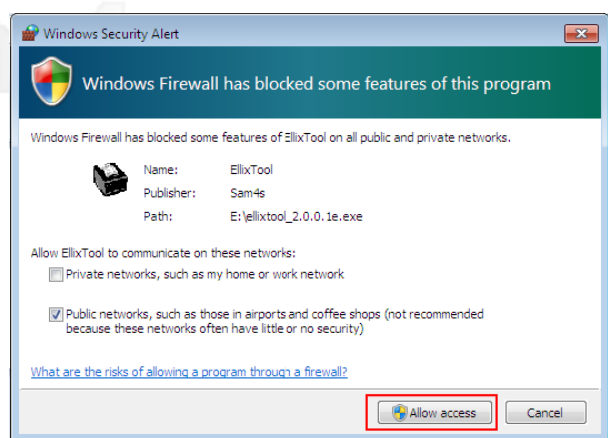 Windows Security Alert
Windows Firewall has blocked some features of this program
Windows Firewall has blocked some features of EllixTool on all public and private networks.
Name: EllixTool
Publisher: Sam4s
Path: E:\ellixtool_2.0.0.1e.exe
Allow EllixTool to communicate on these networks:
Private networks, such as my home or work network
Public networks, such as those in airports and coffee shops (not recommended
because these networks often have little or no security)
What are the risks of allowing a program through a firewall?
Allow access
Cancel